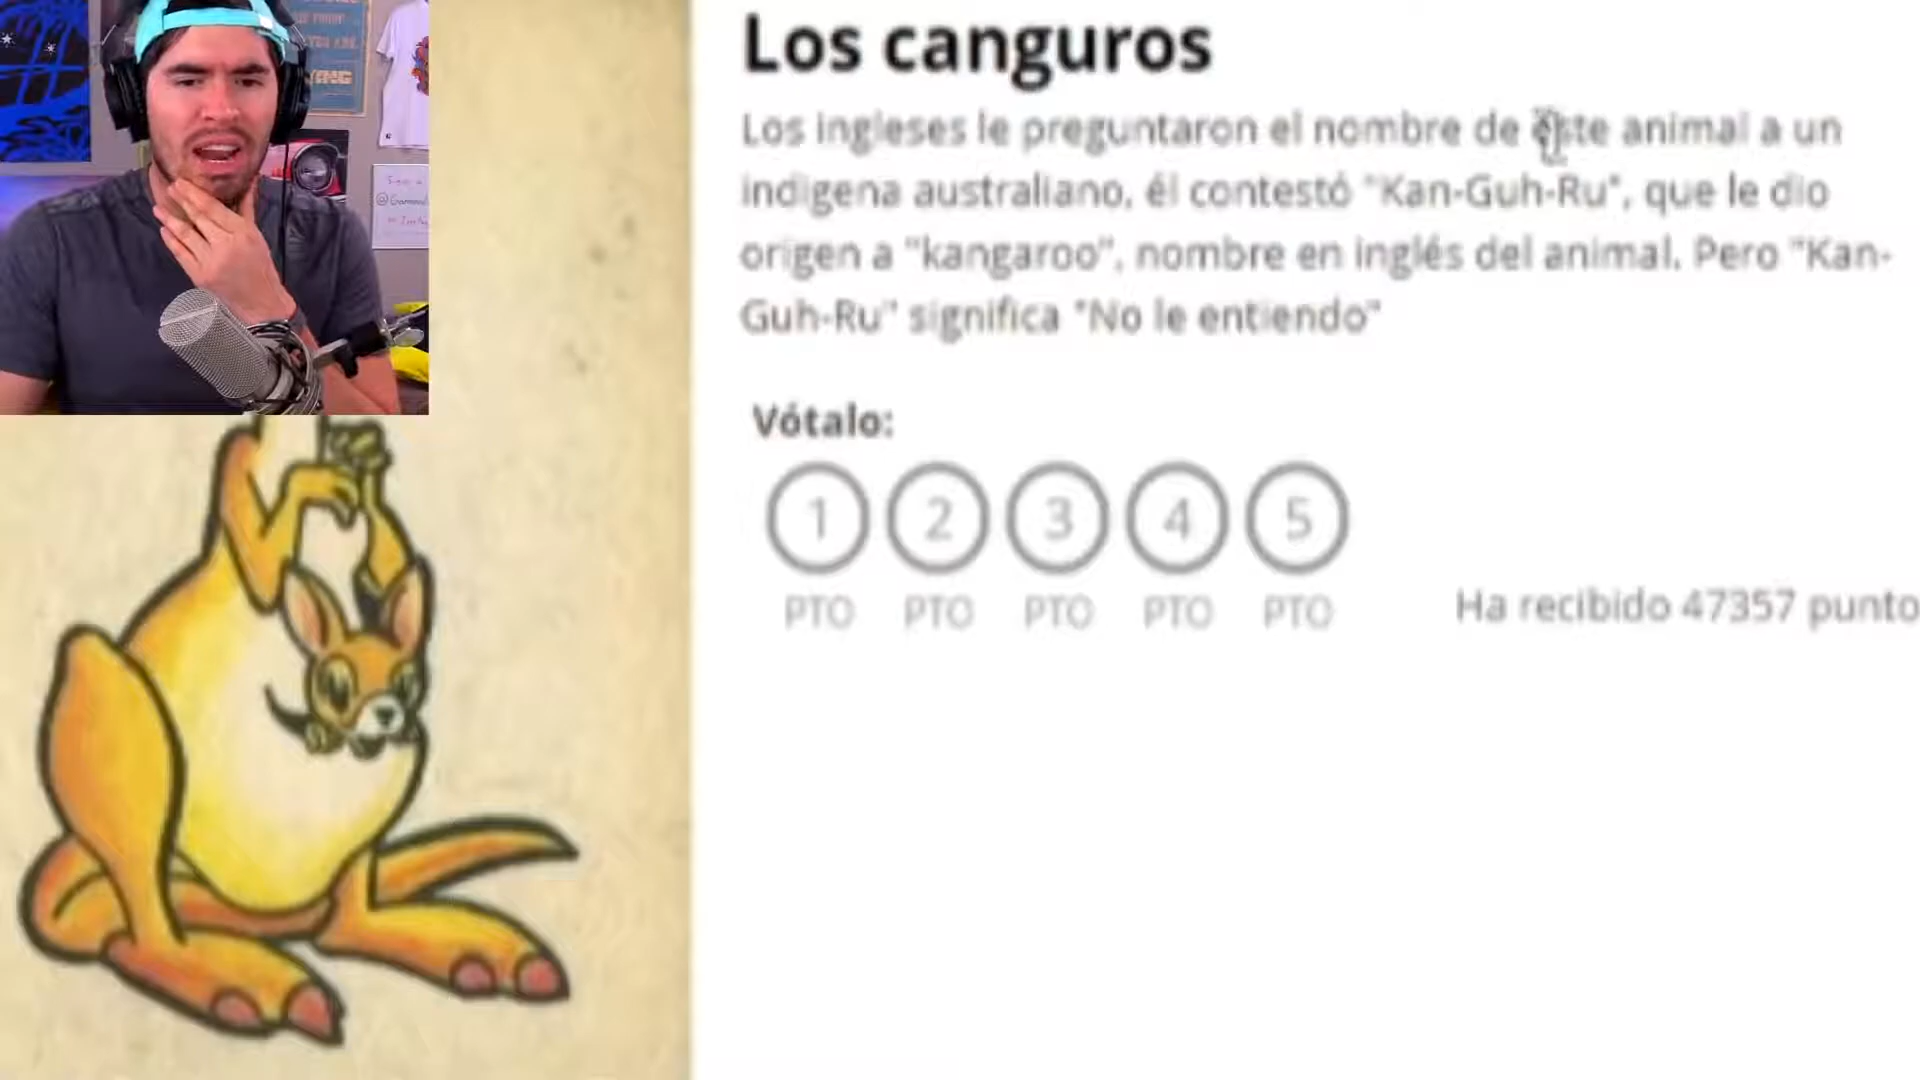 Los canguros
Los ingleses le preguntaron el nombre de este animal a un
indigena australiano, él contestó "Kan-Guh-Ru", que le dio
origen a "kangaroo", nombre en inglés del animal. Pero "Kan-
Guh-Ru" significa "No le entiendo"
Vótalo:
1 2 3 4 5
PTO PTO PTO PTO PTO
Ha recibido 47357 punto